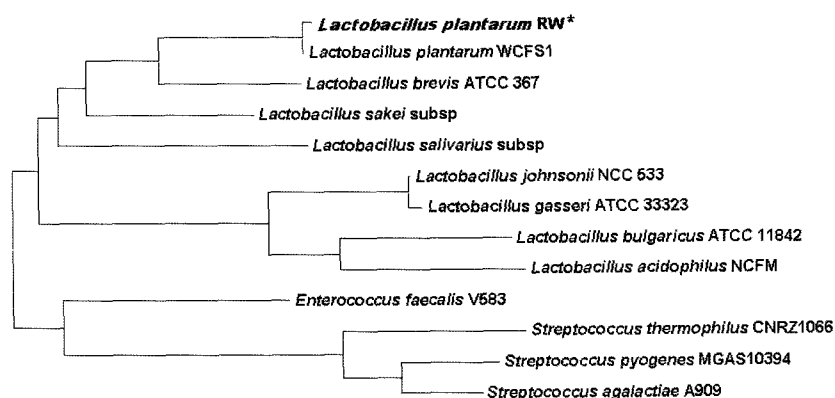 Lactobacillus plantarum RW*
Lactobacillus plantarum WCFS1
Lactobacillus brevis ATCC 367
Lactobacillus sakei subsp
Lactobacillus salivarius subsp
Lactobacillus johnsonii NCC 533
Lactobacillus gasseri ATCC 33323
Lactobacillus bulgaricus ATCC 11842
Lactobacillus acidophilus NCFM
Enterococcus faecalis V583
Streptococcus thermophilus CNRZ1066
Streptococcus pyogenes MGAS10394
Streptococcus agalactiae A909